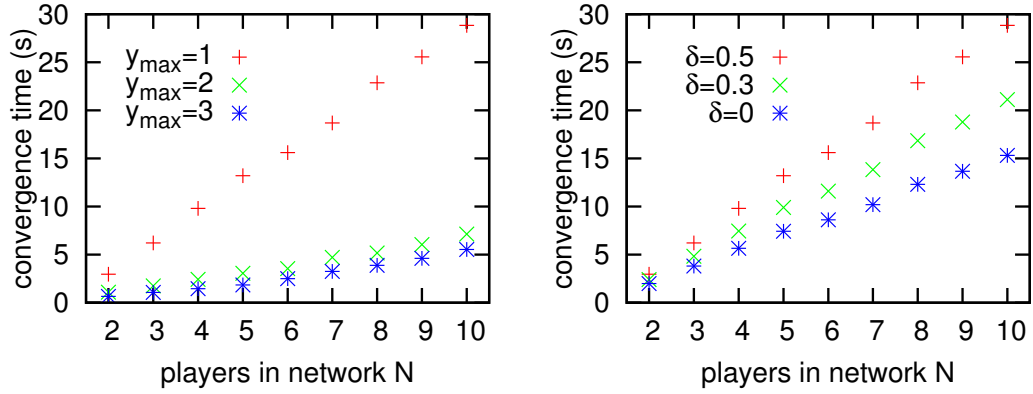 convergence time (s)
30
25
20
15
10
5
0
y_max=1
y_max=2
y_max=3
2 3 4 5 6 7 8 9 10
players in network N
convergence time (s)
30
25
20
15
10
5
0
δ=0.5
δ=0.3
δ=0
2 3 4 5 6 7 8 9 10
players in network N